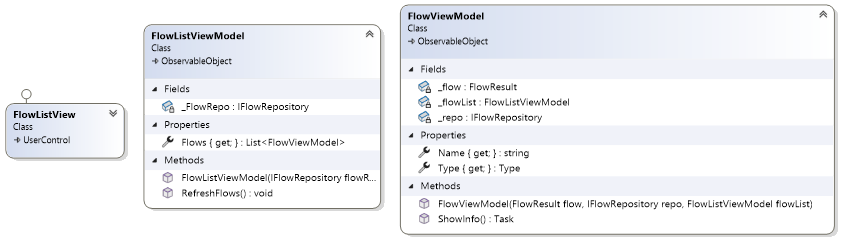 FlowListView
Class
UserControl
FlowListViewModel
Class
ObservableObject
Fields
_FlowRepo : IFlowRepository
Properties
Flows { get; } : List<FlowViewModel>
Methods
FlowListViewModel(IFlowRepository flowR...
RefreshFlows() : void
FlowViewModel
Class
ObservableObject
Fields
_flow : FlowResult
_flowList : FlowListViewModel
_repo : IFlowRepository
Properties
Name { get; } : string
Type { get; } : Type
Methods
FlowViewModel(FlowResult flow, IFlowRepository repo, FlowListViewModel flowList)
ShowInfo() : Task